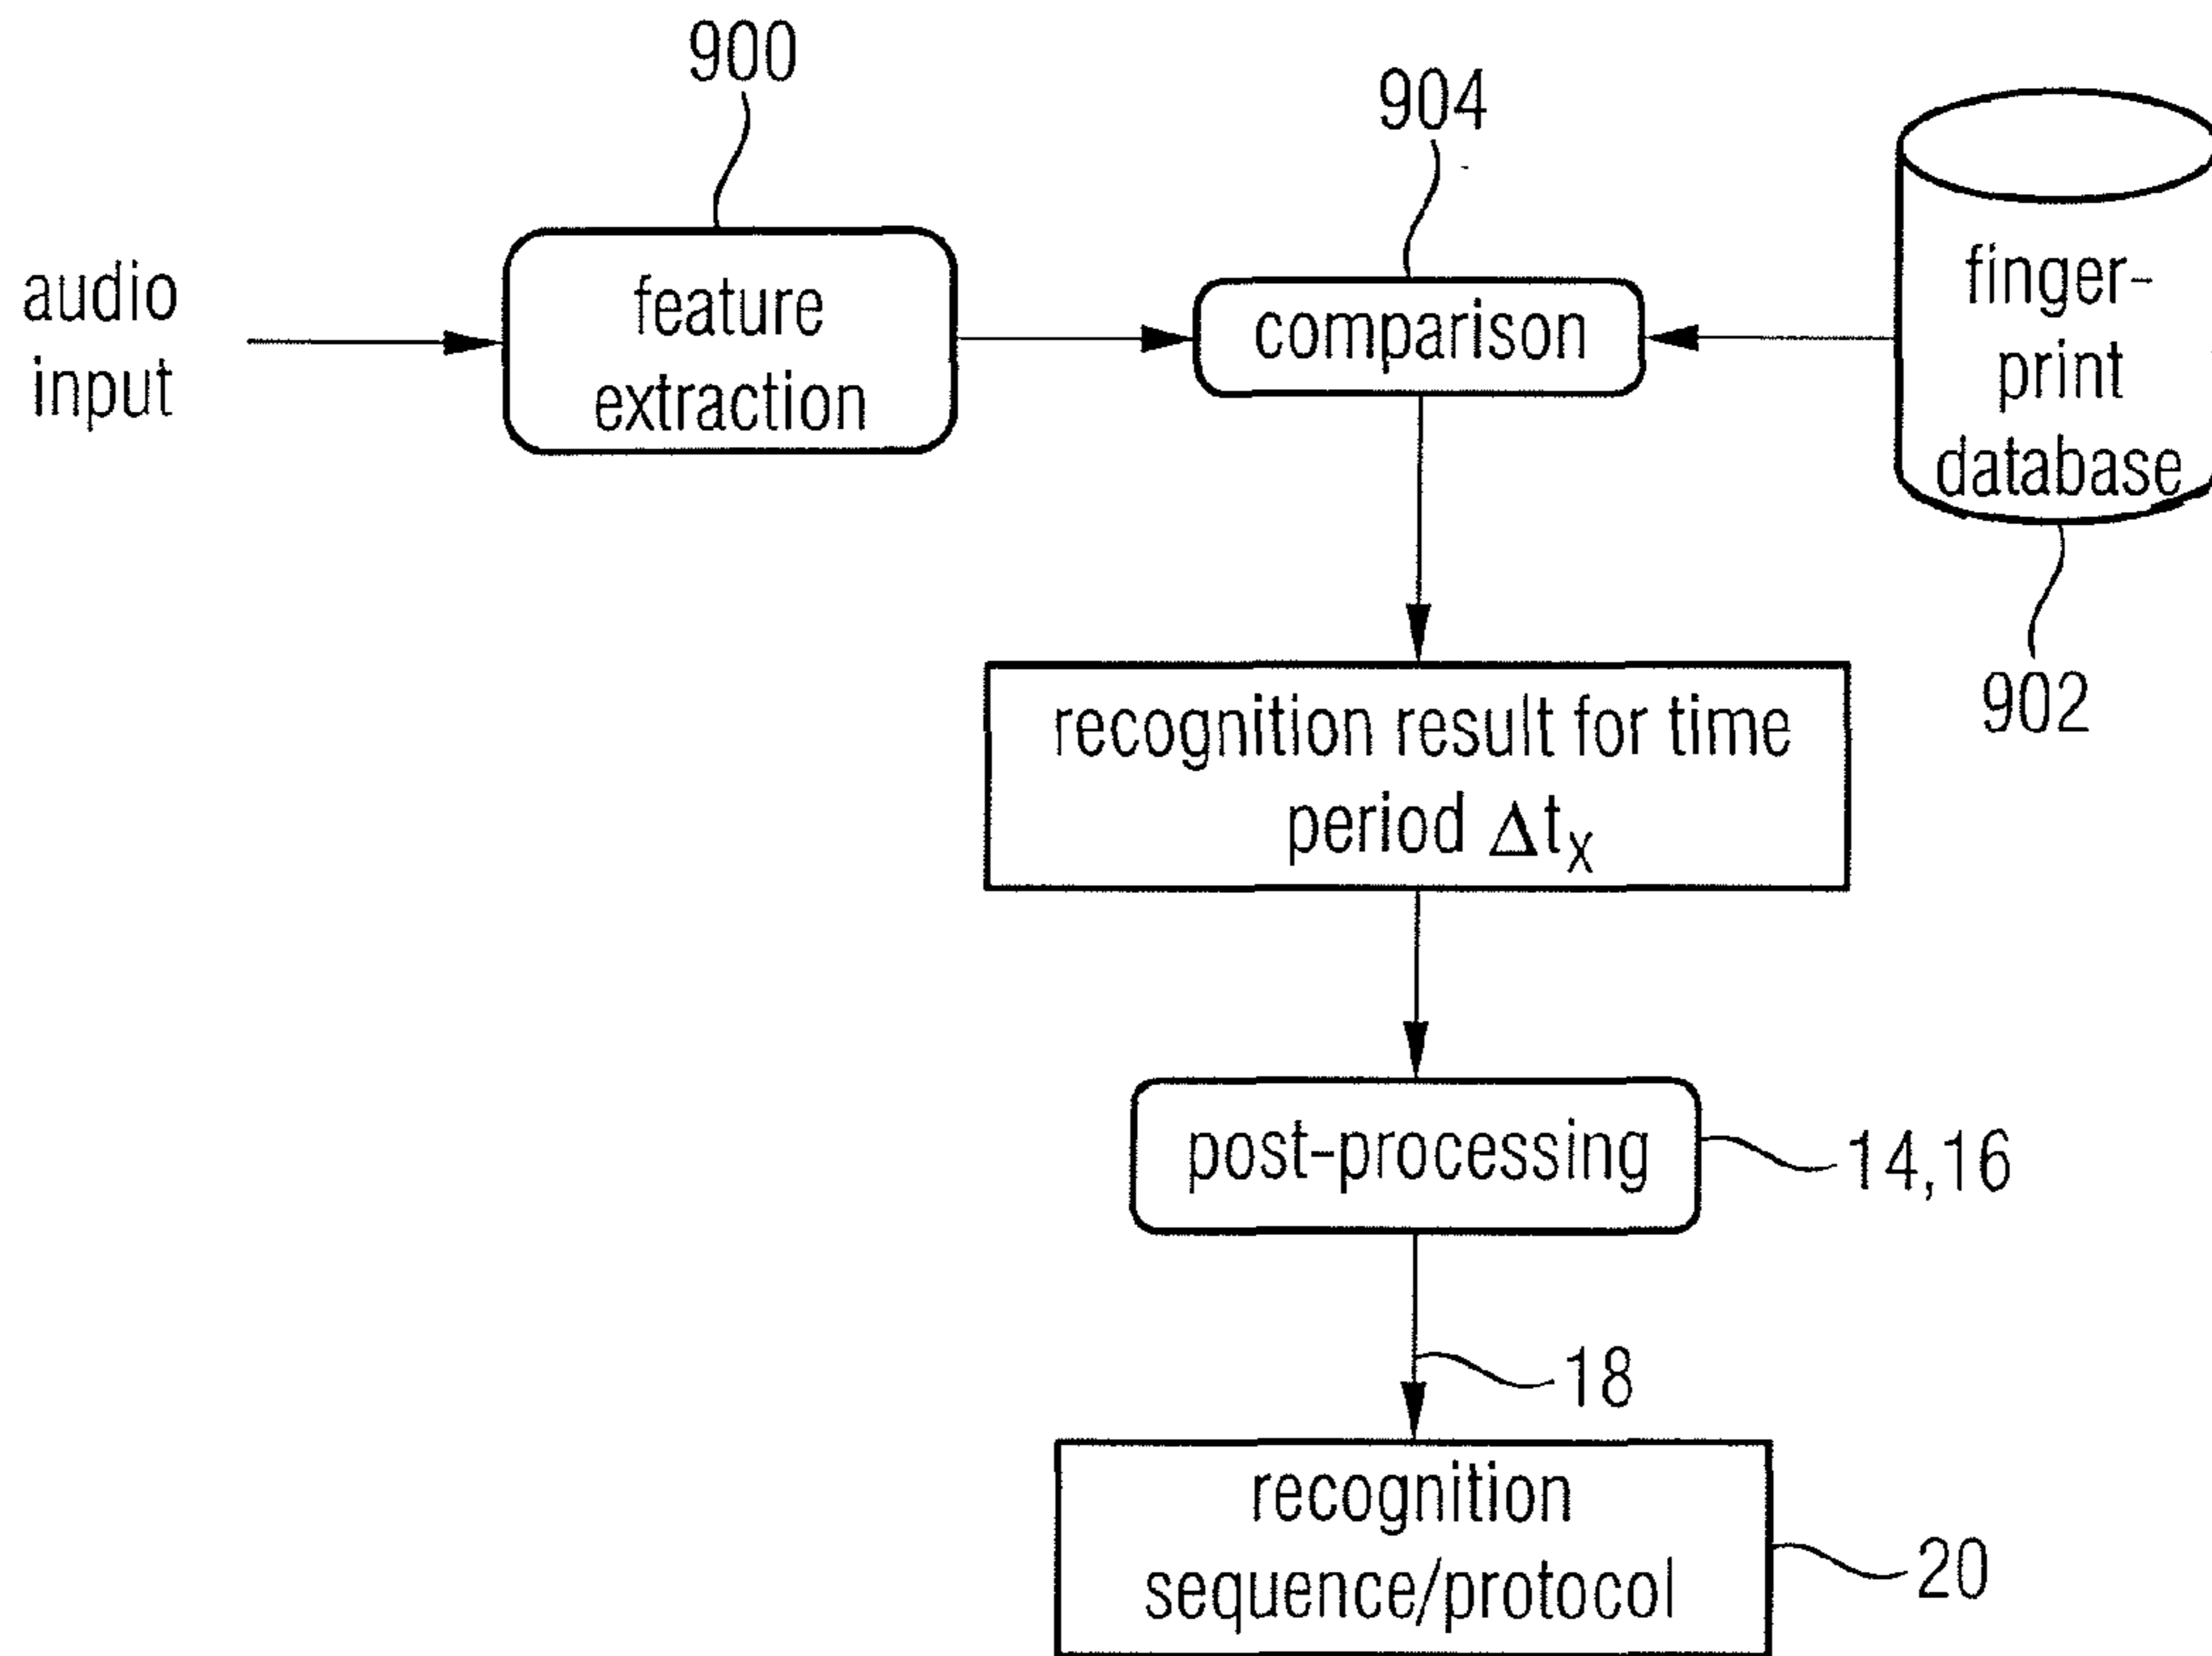 900
904
audio
input
feature
extraction
comparison
finger-
print
database
902
recognition result for time
period Δtx
post-processing
14,16
18
recognition
sequence/protocol
20